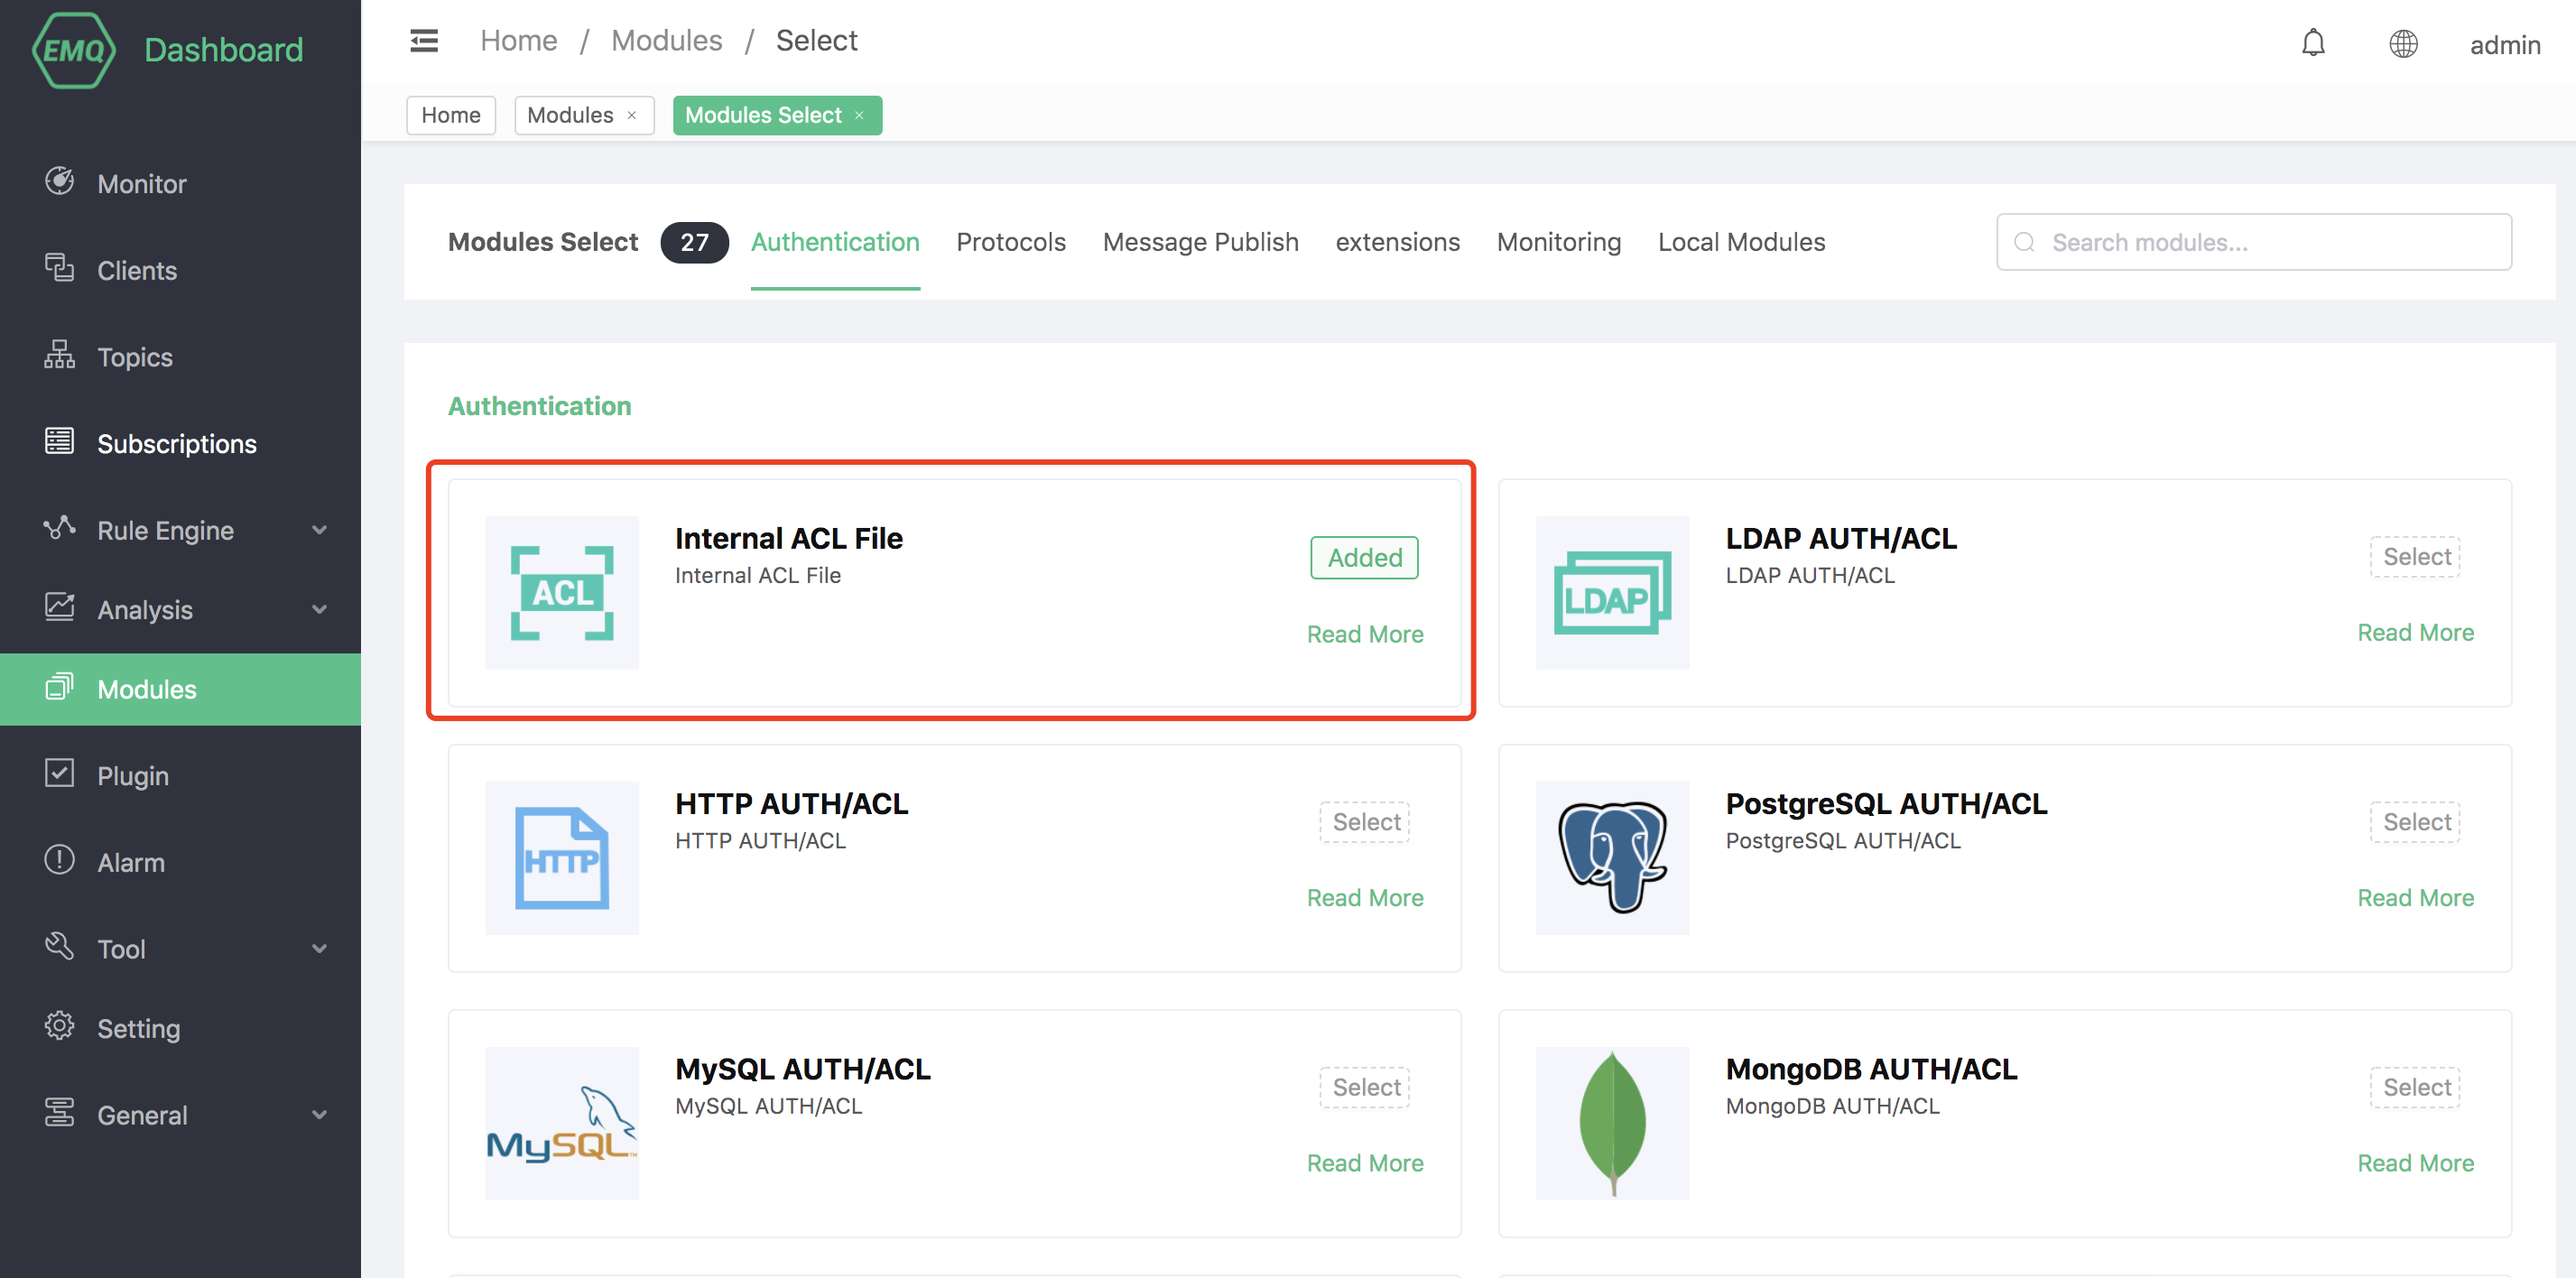 EMQ Dashboard
Home / Modules / Select
admin
Home
Modules ×
Modules Select ×
Monitor
Clients
Topics
Subscriptions
Rule Engine
Analysis
Modules
Plugin
Alarm
Tool
Setting
General
Modules Select 27 Authentication Protocols Message Publish extensions Monitoring Local Modules
Search modules...
Authentication
ACL
Internal ACL File
Internal ACL File
Added
Read More
LDAP
LDAP AUTH/ACL
LDAP AUTH/ACL
Select
Read More
HTTP
HTTP AUTH/ACL
HTTP AUTH/ACL
Select
Read More
PostgreSQL AUTH/ACL
PostgreSQL AUTH/ACL
Select
Read More
MySQL™
MySQL AUTH/ACL
MySQL AUTH/ACL
Select
Read More
MongoDB AUTH/ACL
MongoDB AUTH/ACL
Select
Read More